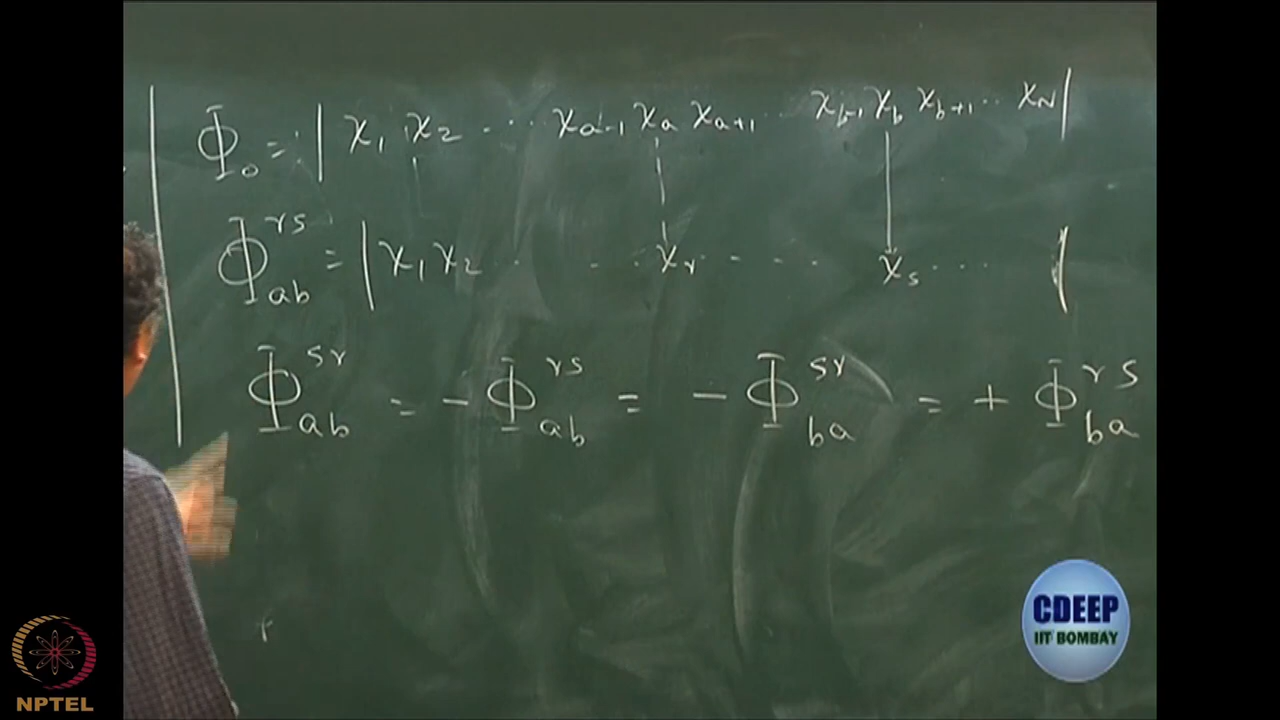 Φ₀ = | χ₁ χ₂ ... χₐ₋₁ χₐ χₐ₊₁ ... χ_b-1 χ_b χ_b+1 ... χ_N |
Φ_ab^rs = | χ₁ χ₂ ... χ_r ... χ_s ... |
Φ_ab^sr = - Φ_ab^rs = - Φ_ba^sr = + Φ_ba^rs
CDEEP
IIT BOMBAY
NPTEL